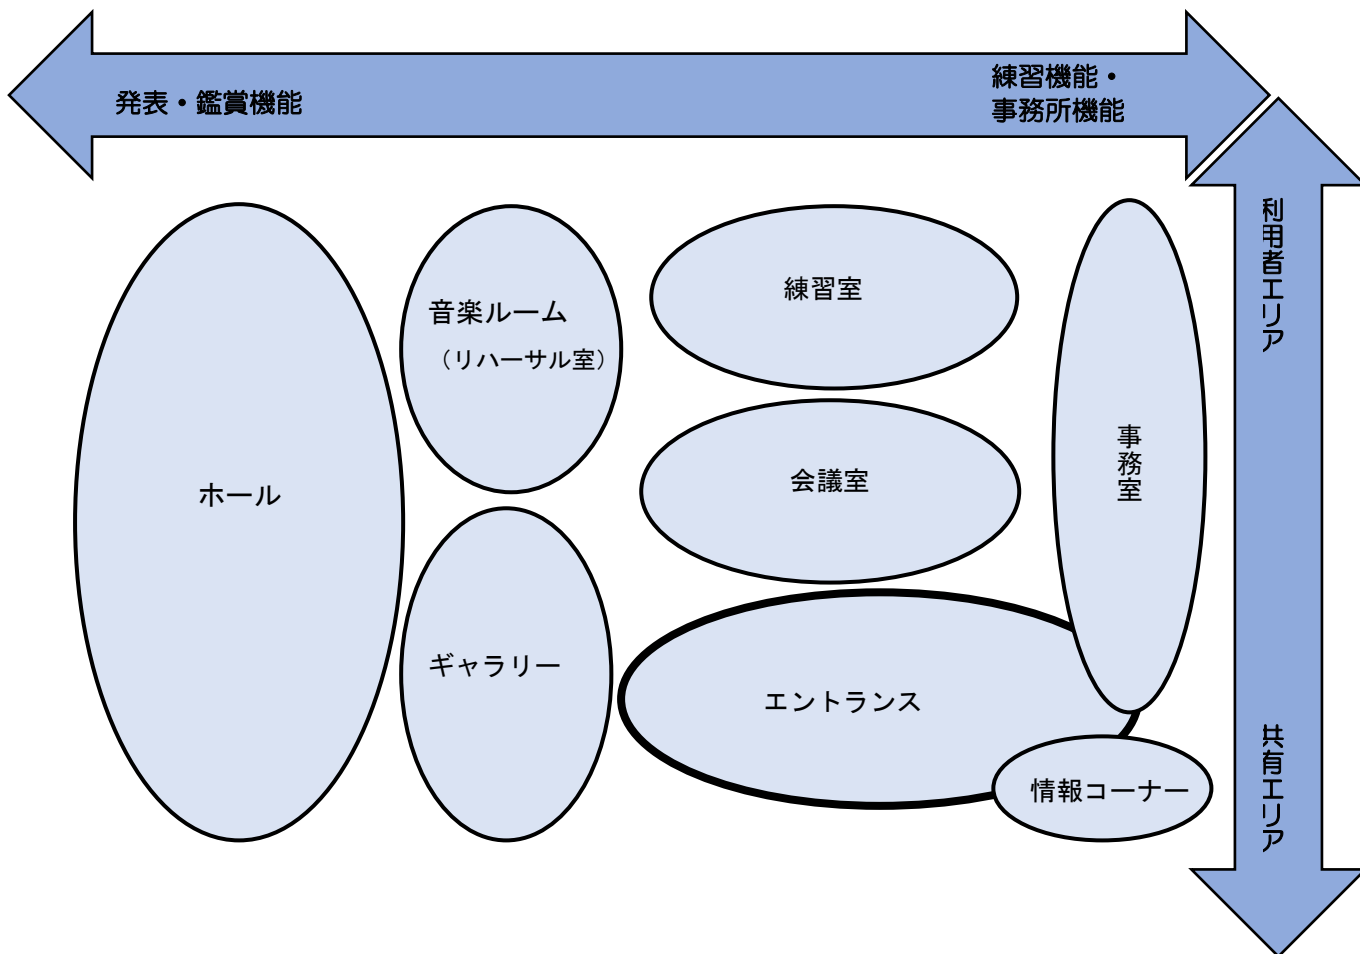 発表・鑑賞機能
練習機能・
事務所機能
利用者エリア
共有エリア
ホール
音楽ルーム
（リハーサル室）
練習室
会議室
事務室
ギャラリー
エントランス
情報コーナー